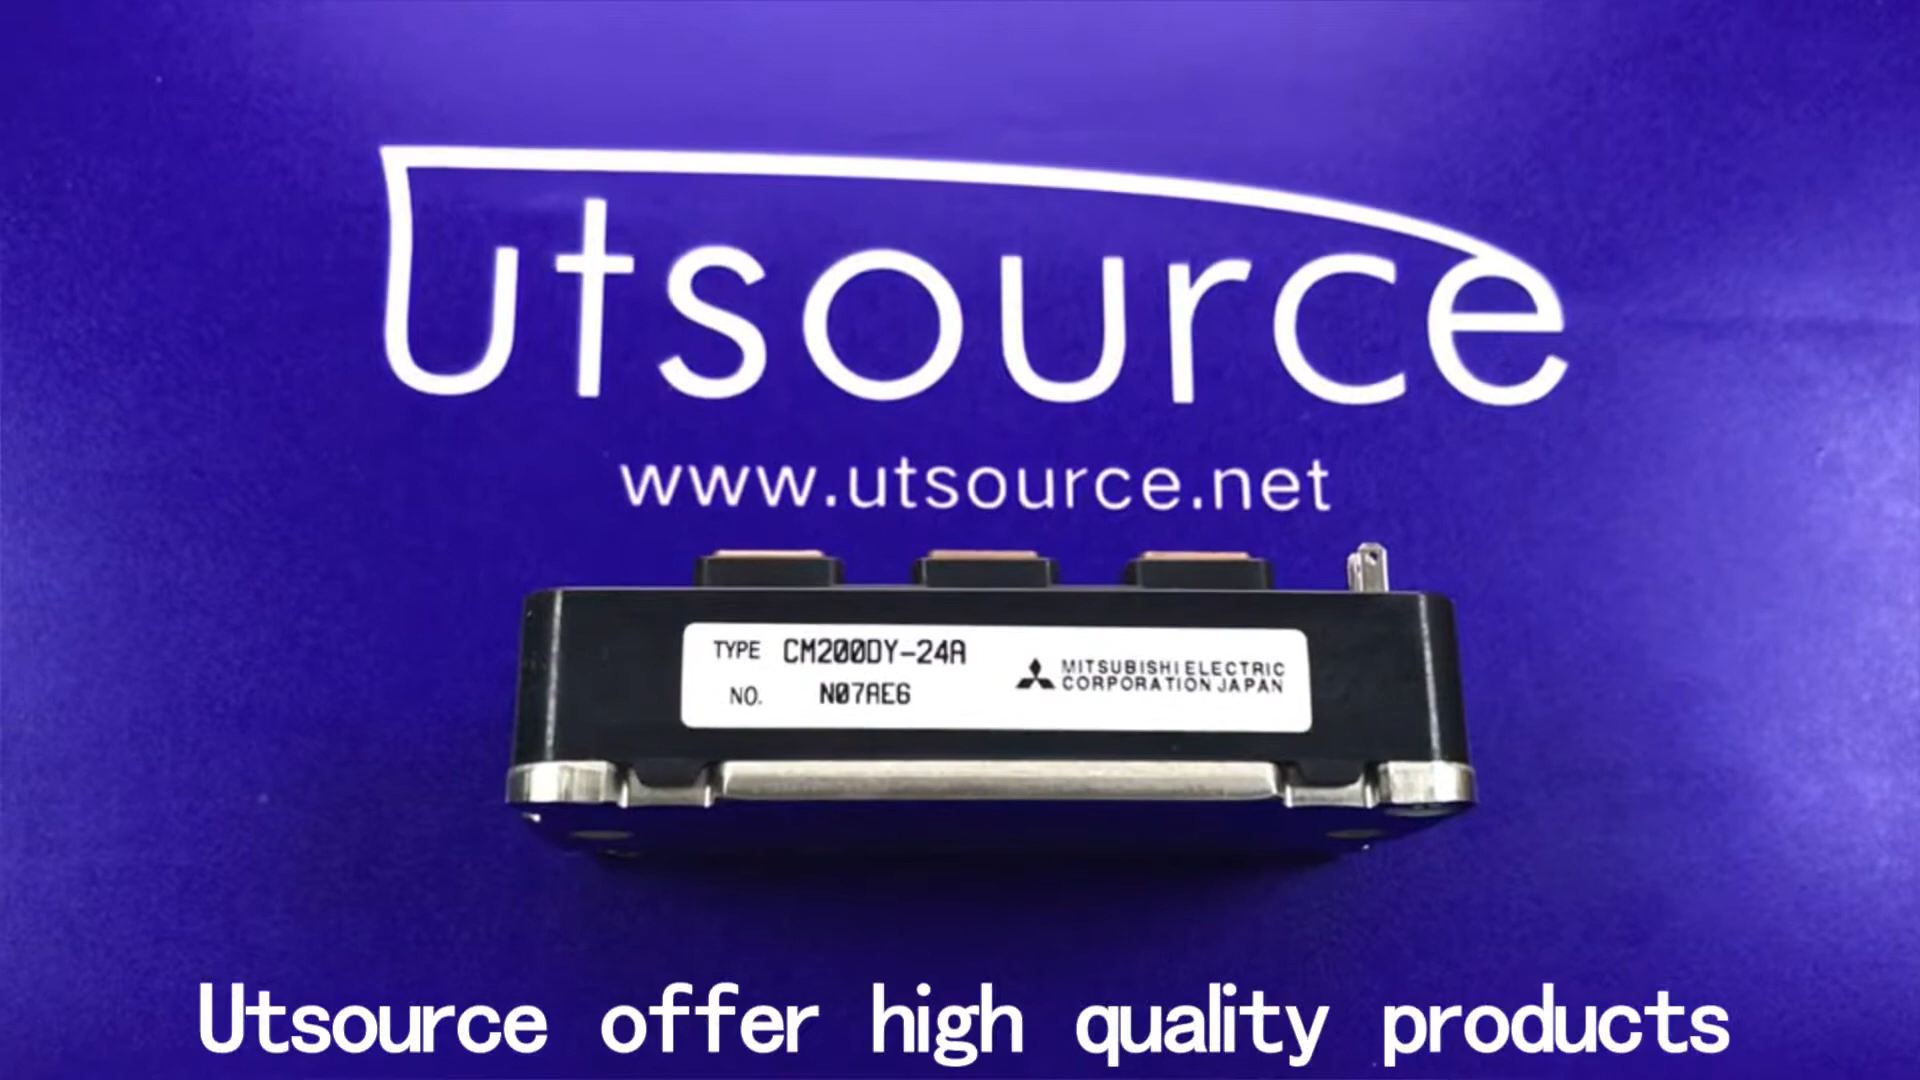 Utsource
www.utsource.net
TYPE CM200DY-24A
NO. N07AE6
MITSUBISHI ELECTRIC
CORPORATION JAPAN
Utsource offer high quality products